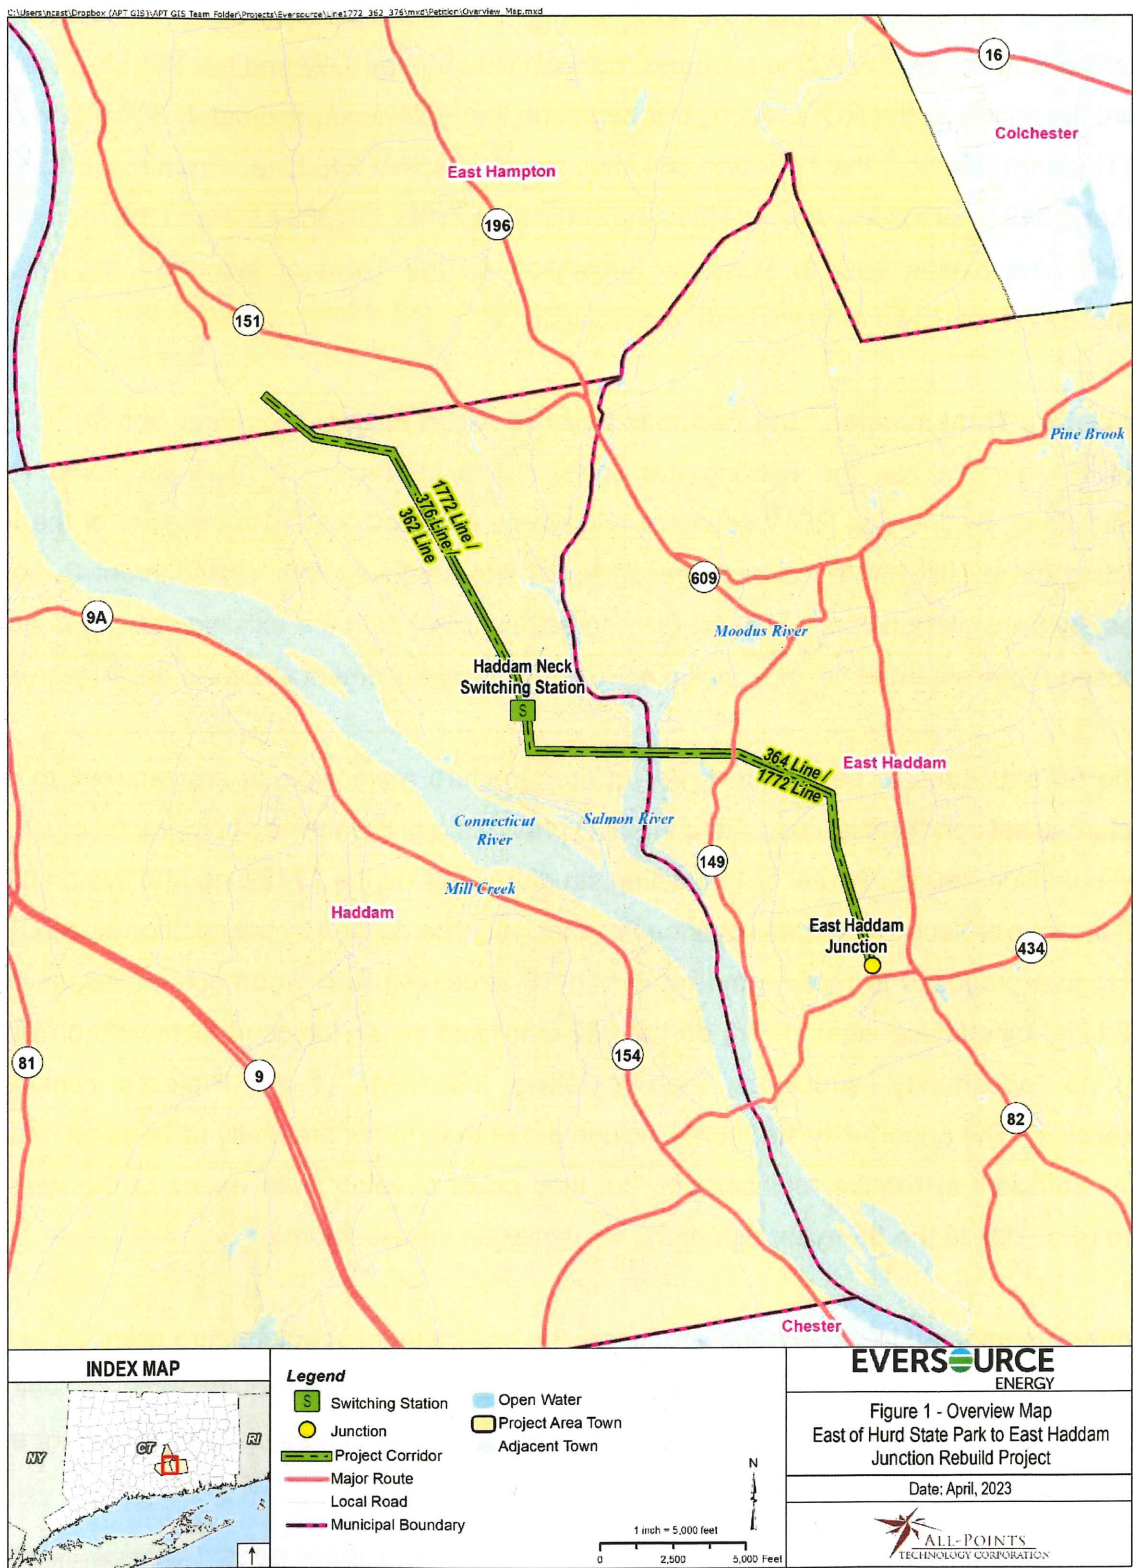 C:\Users\ncast\Dropbox (APT GIS)\APT GIS Team Folder\Projects\Eversource\Line1772_362_376\mxd\Petition\Overview_Map.mxd
16
Colchester
East Hampton
196
151
Pine Brook
1772 Line /
376 Line /
362 Line
609
9A
Moodus River
Haddam Neck
Switching Station
S
364 Line /
1772 Line
East Haddam
Connecticut
River
Salmon River
149
Mill Creek
Haddam
East Haddam
Junction
434
154
81
9
82
Chester
INDEX MAP
NY
CT
RI
Legend
S Switching Station
Junction
Project Corridor
Major Route
Local Road
Municipal Boundary
Open Water
Project Area Town
Adjacent Town
N
1 inch = 5,000 feet
0 2,500 5,000 Feet
EVERSOURCE
ENERGY
Figure 1 - Overview Map
East of Hurd State Park to East Haddam
Junction Rebuild Project
Date: April, 2023
ALL-POINTS
TECHNOLOGY CORPORATION